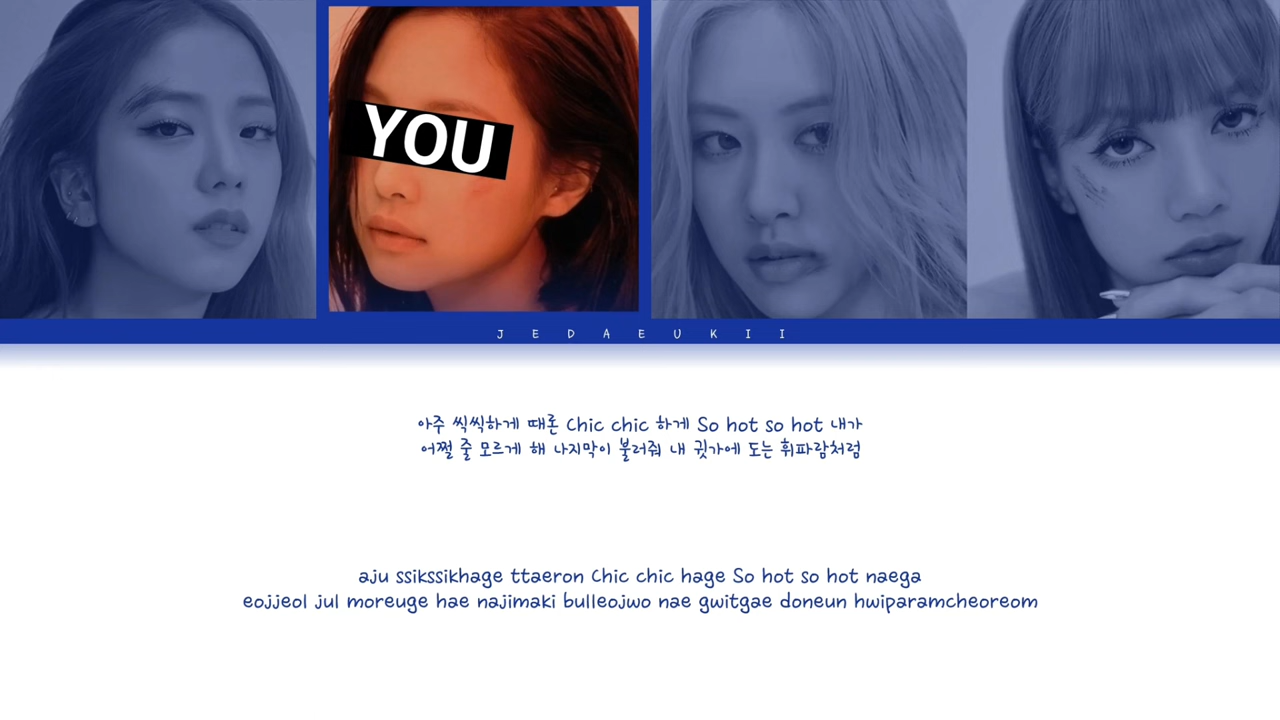 YOU
JEDAEUKII
아주 씩씩하게 때론 Chic chic 하게 So hot so hot 내가
어쩔 줄 모르게 해 나지막이 불러줘 내 귓가에 도는 휘파람처럼
aju ssikssikhage ttaeron Chic chic hage So hot so hot naega
eojjeol jul moreuge hae najimaki bulleojwo nae gwitgae doneun hwiparamcheoreom